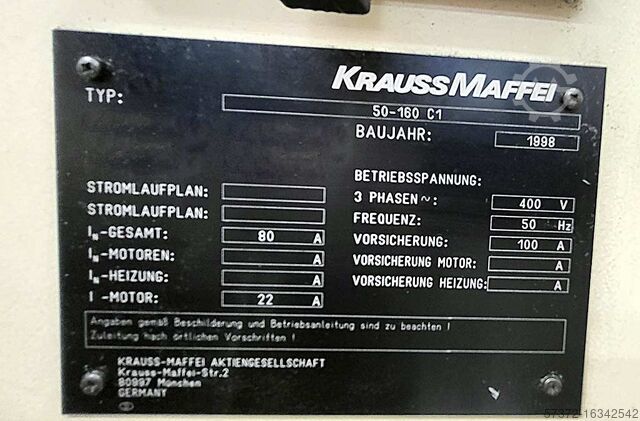 KRAUSSMAFFEI
TYP: 50-160 C1
BAUJAHR: 1998
BETRIEBSSPANNUNG:
STROMLAUFPLAN:
3 PHASEN ~: 400 V
STROMLAUFPLAN:
FREQUENZ: 50 Hz
IN-GESAMT: 80 A
VORSICHERUNG: 100 A
IN-MOTOREN: A
VORSICHERUNG MOTOR: A
IN-HEIZUNG: A
VORSICHERUNG HEIZUNG: A
I -MOTOR: 22 A
Angaben gemäß Beschilderung und Betriebsanleitung sind zu beachten !
Zuleitung nach örtlichen Vorschriften !
KRAUSS-MAFFEI AKTIENGESELLSCHAFT
Krauss-Maffei-Str.2
80997 München
GERMANY
57372-16342542